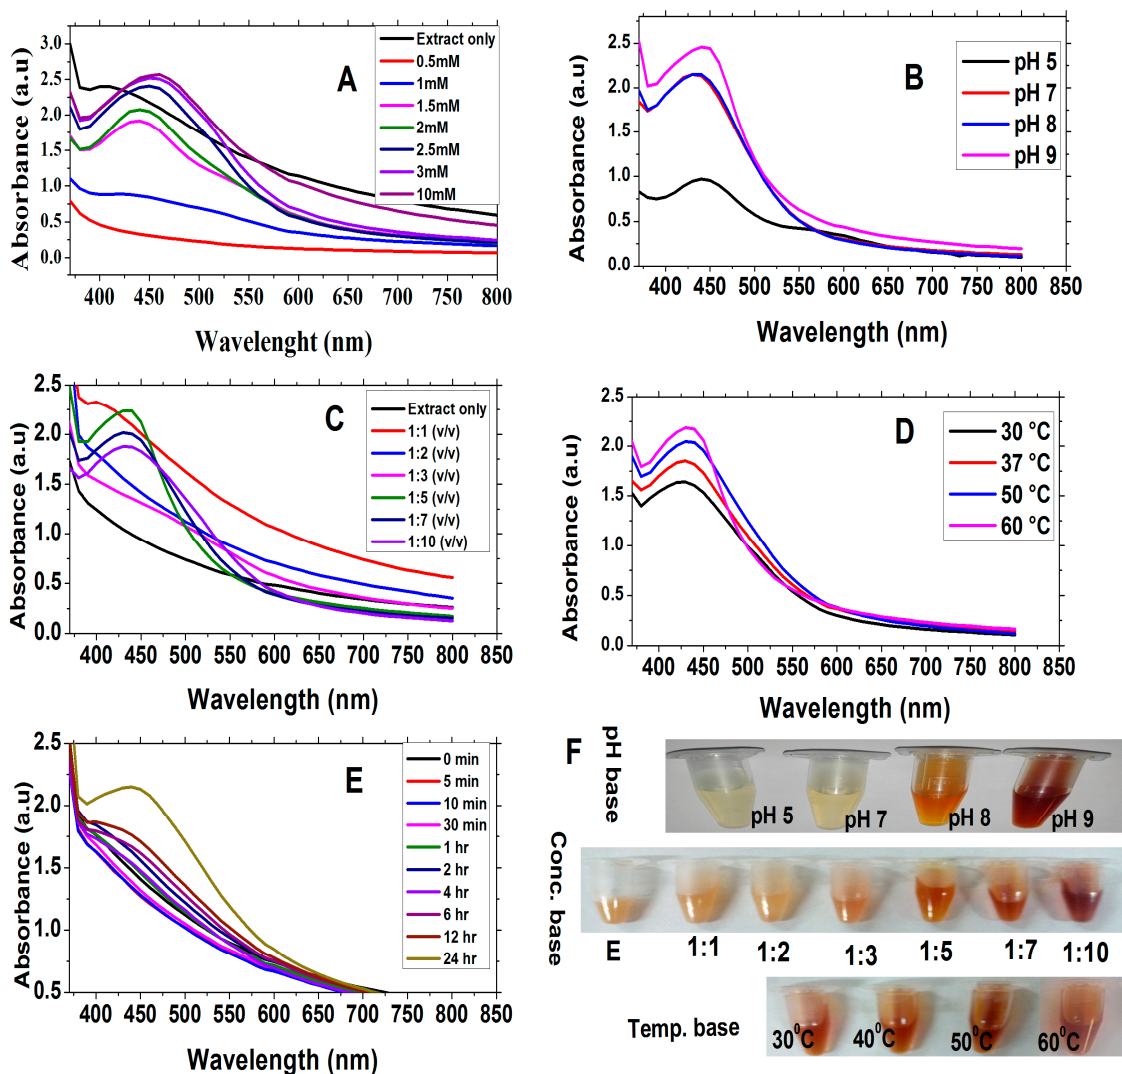 A
Absorbance (a.u)
3.0
2.5
2.0
1.5
1.0
0.5
0.0
400 450 500 550 600 650 700 750 800
Wavelenght (nm)
Extract only
0.5mM
1mM
1.5mM
2mM
2.5mM
3mM
10mM
B
Absorbance (a.u)
2.5
2.0
1.5
1.0
0.5
0.0
400 450 500 550 600 650 700 750 800 850
Wavelength (nm)
pH 5
pH 7
pH 8
pH 9
C
Absorbance (a.u)
2.5
2.0
1.5
1.0
0.5
0.0
400 450 500 550 600 650 700 750 800 850
Wavelength (nm)
Extract only
1:1 (v/v)
1:2 (v/v)
1:3 (v/v)
1:5 (v/v)
1:7 (v/v)
1:10 (v/v)
D
Absorbance (a.u)
2.5
2.0
1.5
1.0
0.5
0.0
400 450 500 550 600 650 700 750 800 850
Wavelength (nm)
30 °C
37 °C
50 °C
60 °C
E
Absorbance (a.u)
2.5
2.0
1.5
1.0
0.5
400 450 500 550 600 650 700 750 800 850
Wavelength (nm)
0 min
5 min
10 min
30 min
1 hr
2 hr
4 hr
6 hr
12 hr
24 hr
F
pH base
pH 5 pH 7 pH 8 pH 9
Conc. base
E 1:1 1:2 1:3 1:5 1:7 1:10
Temp. base
30⁰C 40⁰C 50⁰C 60⁰C